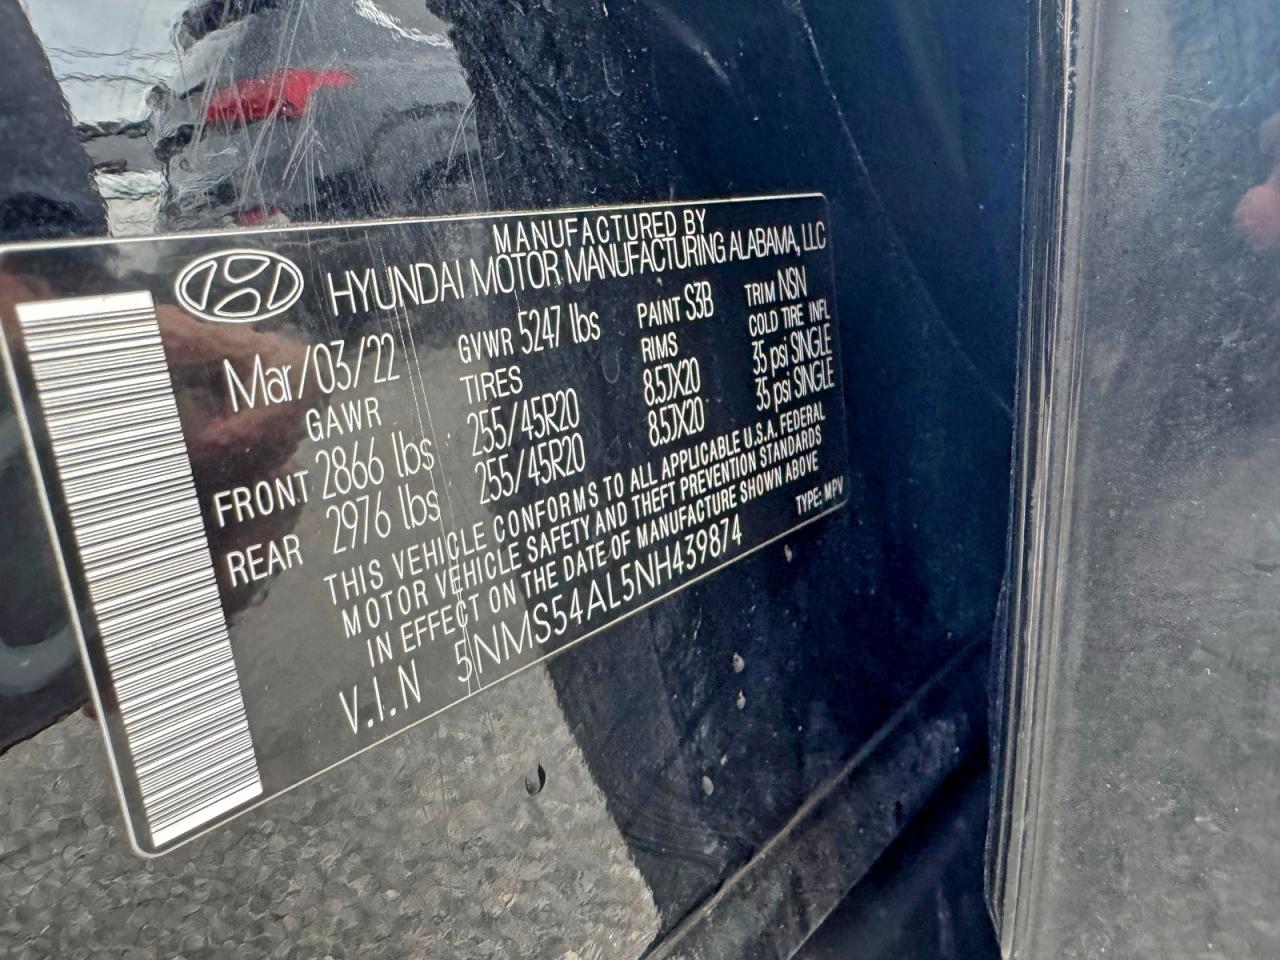 MANUFACTURED BY
HYUNDAI MOTOR MANUFACTURING ALABAMA, LLC
Mar/03/22 GVWR 5247 lbs PAINT S3B TRIM NSN
GAWR TIRES RIMS COLD TIRE INFL
FRONT 2866 lbs 255/45R20 8.5JX20 35 psi SINGLE
REAR 2976 lbs 255/45R20 8.5JX20 35 psi SINGLE
THIS VEHICLE CONFORMS TO ALL APPLICABLE U.S.A. FEDERAL
MOTOR VEHICLE SAFETY AND THEFT PREVENTION STANDARDS
IN EFFECT ON THE DATE OF MANUFACTURE SHOWN ABOVE
V.I.N 5NMS54AL5NH439874 TYPE: MPV